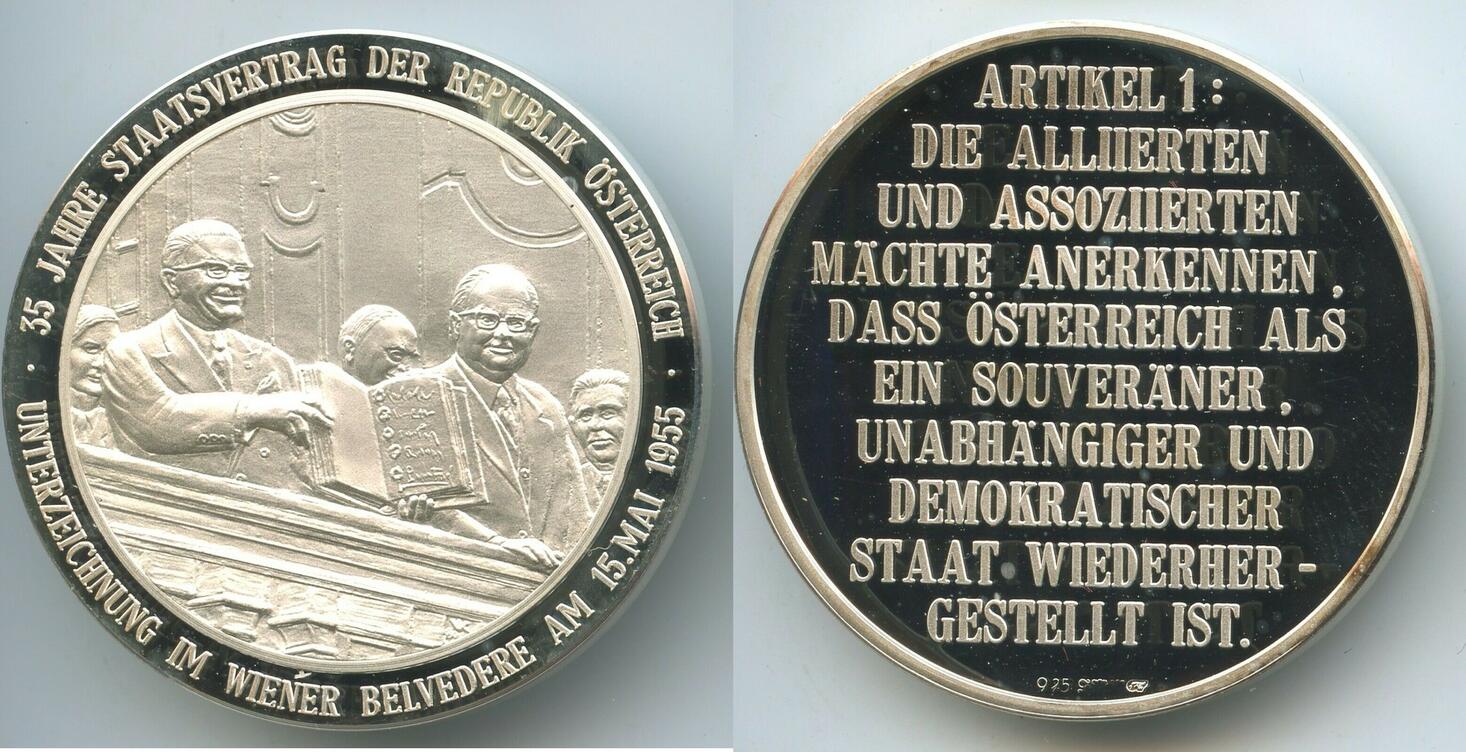 35 JAHRE STAATSVERTRAG DER REPUBLIK ÖSTERREICH
UNTERZEICHNUNG IM WIENER BELVEDERE AM 15. MAI 1955
ARTIKEL 1:
DIE ALLIIERTEN
UND ASSOZIIERTEN
MÄCHTE ANERKENNEN,
DASS ÖSTERREICH ALS
EIN SOUVERÄNER,
UNABHÄNGIGER UND
DEMOKRATISCHER
STAAT WIEDERHER-
GESTELLT IST.
925